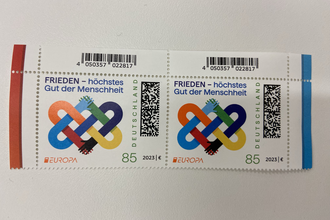 4 050357 022817
4 050357 022817
FRIEDEN – höchstes
Gut der Menschheit
DEUTSCHLAND
EUROPA
85
2023 | €
FRIEDEN – höchstes
Gut der Menschheit
DEUTSCHLAND
EUROPA
85
2023 | €